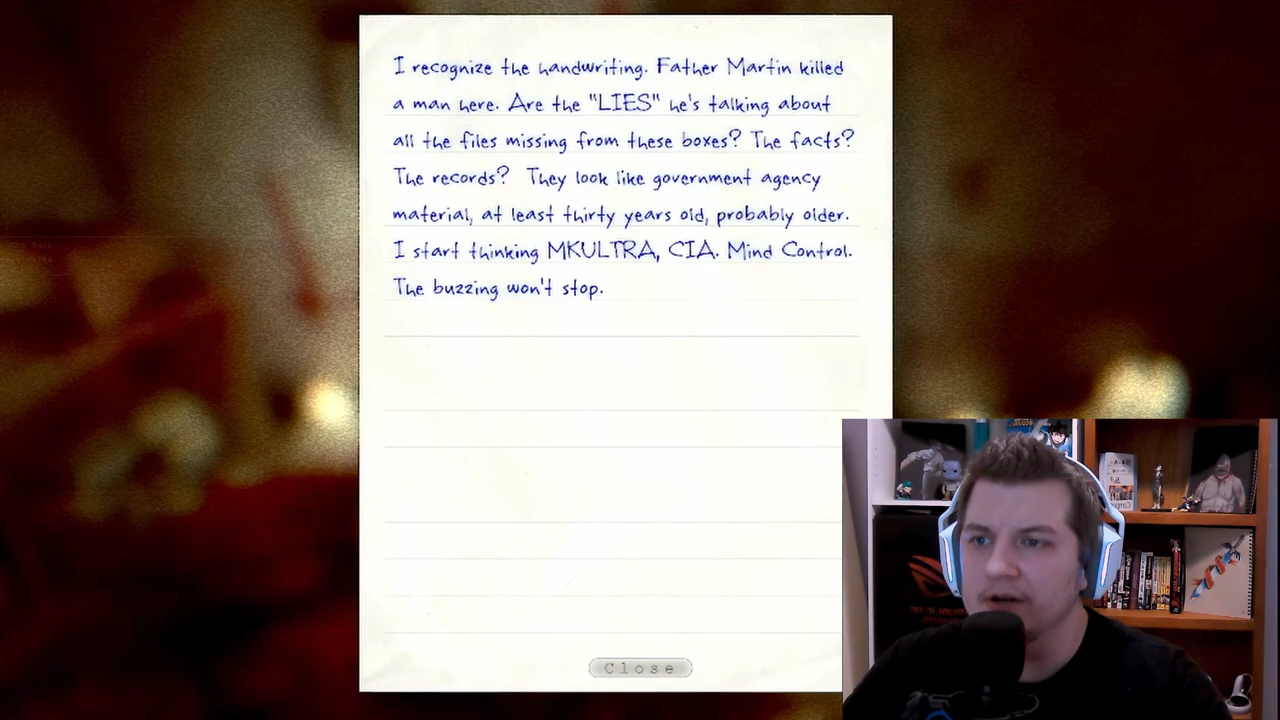 I recognize the handwriting. Father Martin killed
a man here. Are the "LIES" he's talking about
all the files missing from these boxes? The facts?
The records?  They look like government agency
material, at least thirty years old, probably older.
I start thinking MKULTRA, CIA. Mind Control.
The buzzing won't stop.
Close